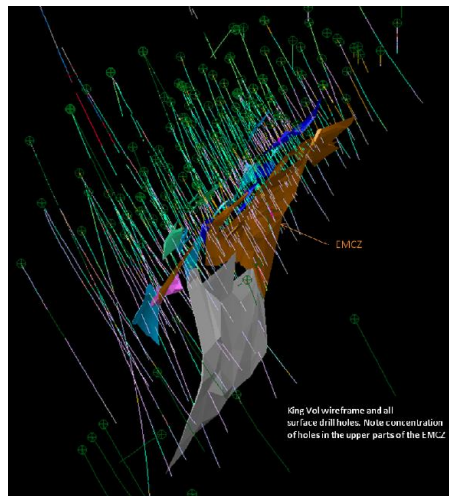 EMCZ
King Vol wireframe and all
surface drill holes. Note concentration
of holes in the upper parts of the EMCZ